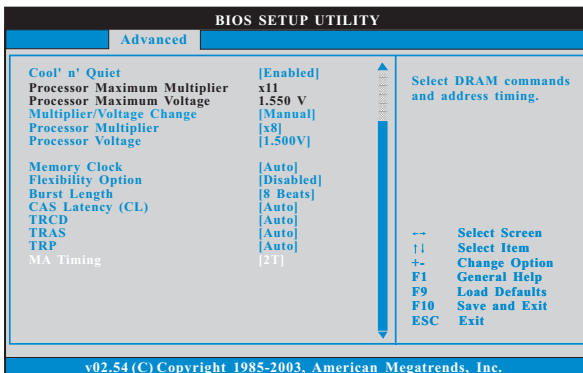 BIOS SETUP UTILITY
Advanced
Cool' n' Quiet [Enabled]
Processor Maximum Multiplier x11
Processor Maximum Voltage 1.550 V
Multiplier/Voltage Change [Manual]
Processor Multiplier [x8]
Processor Voltage [1.500V]
Memory Clock [Auto]
Flexibility Option [Disabled]
Burst Length [8 Beats]
CAS Latency (CL) [Auto]
TRCD [Auto]
TRAS [Auto]
TRP [Auto]
MA Timing [2T]
Select DRAM commands
and address timing.
←→ Select Screen
↑↓ Select Item
+- Change Option
F1 General Help
F9 Load Defaults
F10 Save and Exit
ESC Exit
v02.54 (C) Copyright 1985-2003, American Megatrends, Inc.